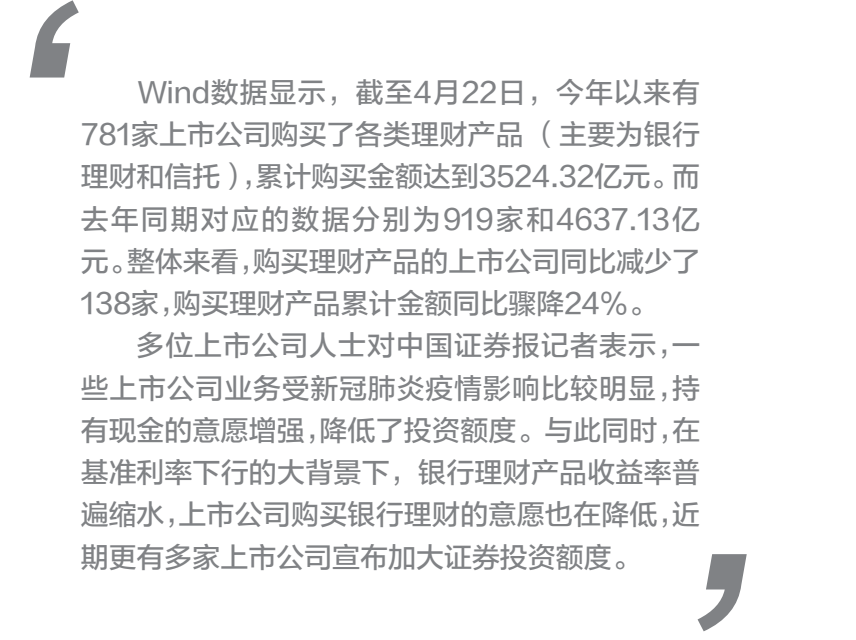 Wind数据显示，截至4月22日，今年以来有
781家上市公司购买了各类理财产品（主要为银行
理财和信托），累计购买金额达到3524.32亿元。而
去年同期对应的数据分别为919家和4637.13亿
元。整体来看，购买理财产品的上市公司同比减少了
138家，购买理财产品累计金额同比骤降24%。
多位上市公司人士对中国证券报记者表示，一
些上市公司业务受新冠肺炎疫情影响比较明显，持
有现金的意愿增强，降低了投资额度。与此同时，在
基准利率下行的大背景下，银行理财产品收益率普
遍缩水，上市公司购买银行理财的意愿也在降低，近
期更有多家上市公司宣布加大证券投资额度。